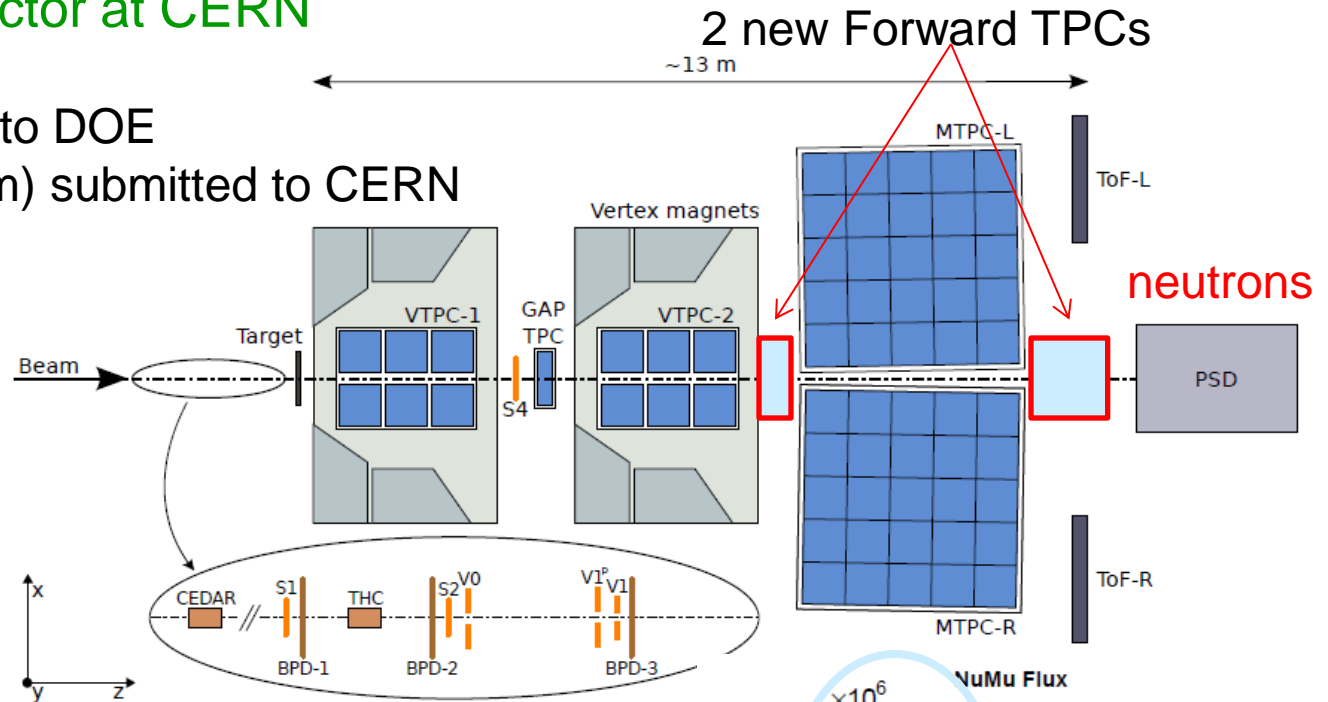 ctor at CERN
2 new Forward TPCs
~13 m
to DOE
m) submitted to CERN
MTPC-L
ToF-L
Vertex magnets
neutrons
VTPC-1
GAP
TPC
VTPC-2
Target
Beam
S4
PSD
ToF-R
MTPC-R
x
y
z
CEDAR
S1
THC
S2
V0
V1ᴾ
V1
BPD-1
BPD-2
BPD-3
NuMu Flux
×10⁶